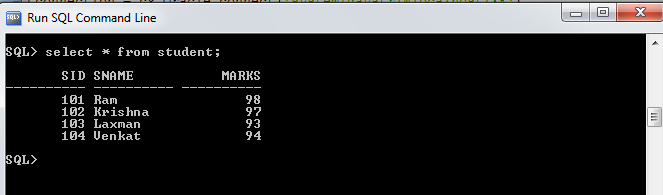 Run SQL Command Line
SQL> select * from student;
SID SNAME MARKS
---------- ---------- ----------
101 Ram 98
102 Krishna 97
103 Laxman 93
104 Venkat 94
SQL>